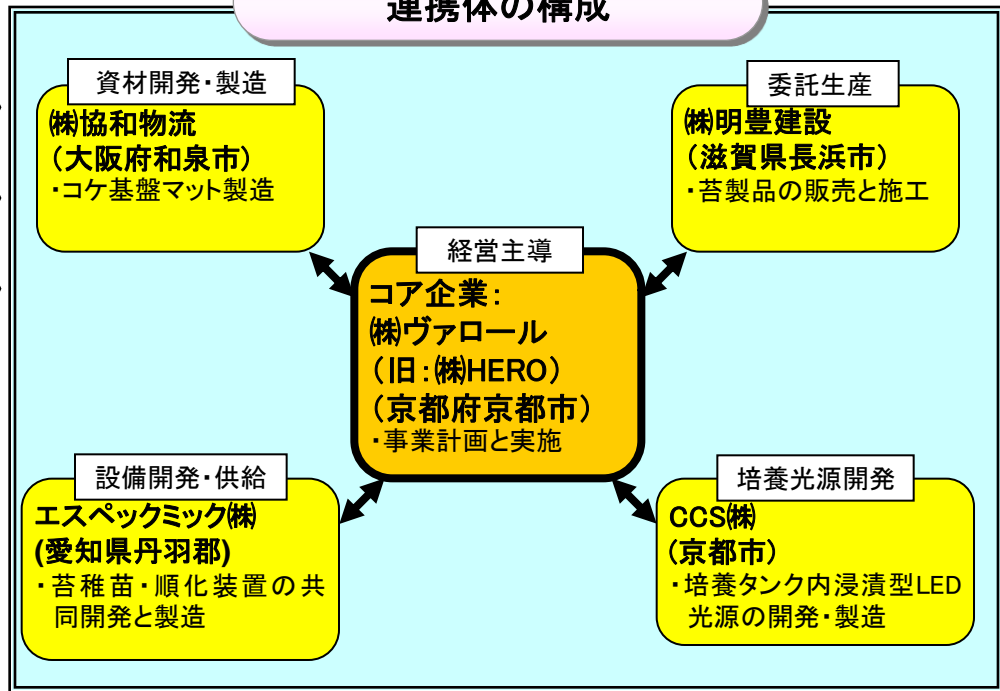 連携体の構成
資材開発・製造
㈱協和物流
(大阪府和泉市)
・コケ基盤マット製造
委託生産
㈱明豊建設
(滋賀県長浜市)
・苔製品の販売と施工
経営主導
コア企業:
㈱ヴァロール
(旧:㈱HERO)
(京都府京都市)
・事業計画と実施
設備開発・供給
エスペックミック㈱
(愛知県丹羽郡)
・苔稚苗・順化装置の共
同開発と製造
培養光源開発
CCS㈱
(京都市)
・培養タンク内浸漬型LED
光源の開発・製造